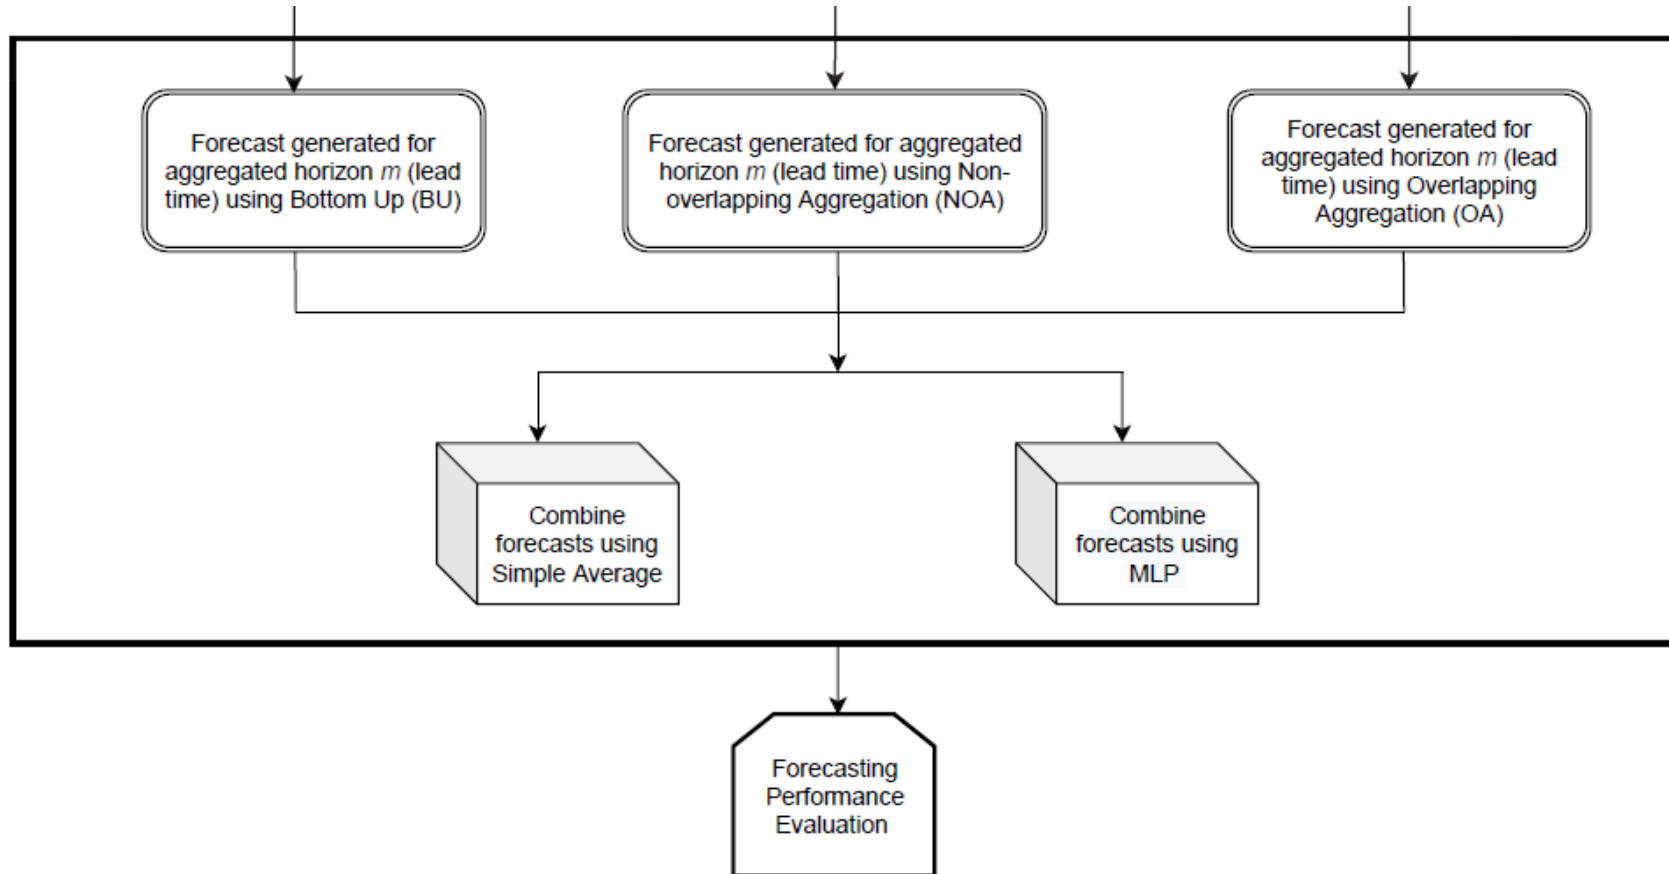 Forecast generated for
aggregated horizon m (lead
time) using Bottom Up (BU)
Forecast generated for aggregated
horizon m (lead time) using Non-
overlapping Aggregation (NOA)
Forecast generated for
aggregated horizon m (lead
time) using Overlapping
Aggregation (OA)
Combine
forecasts using
Simple Average
Combine
forecasts using
MLP
Forecasting
Performance
Evaluation